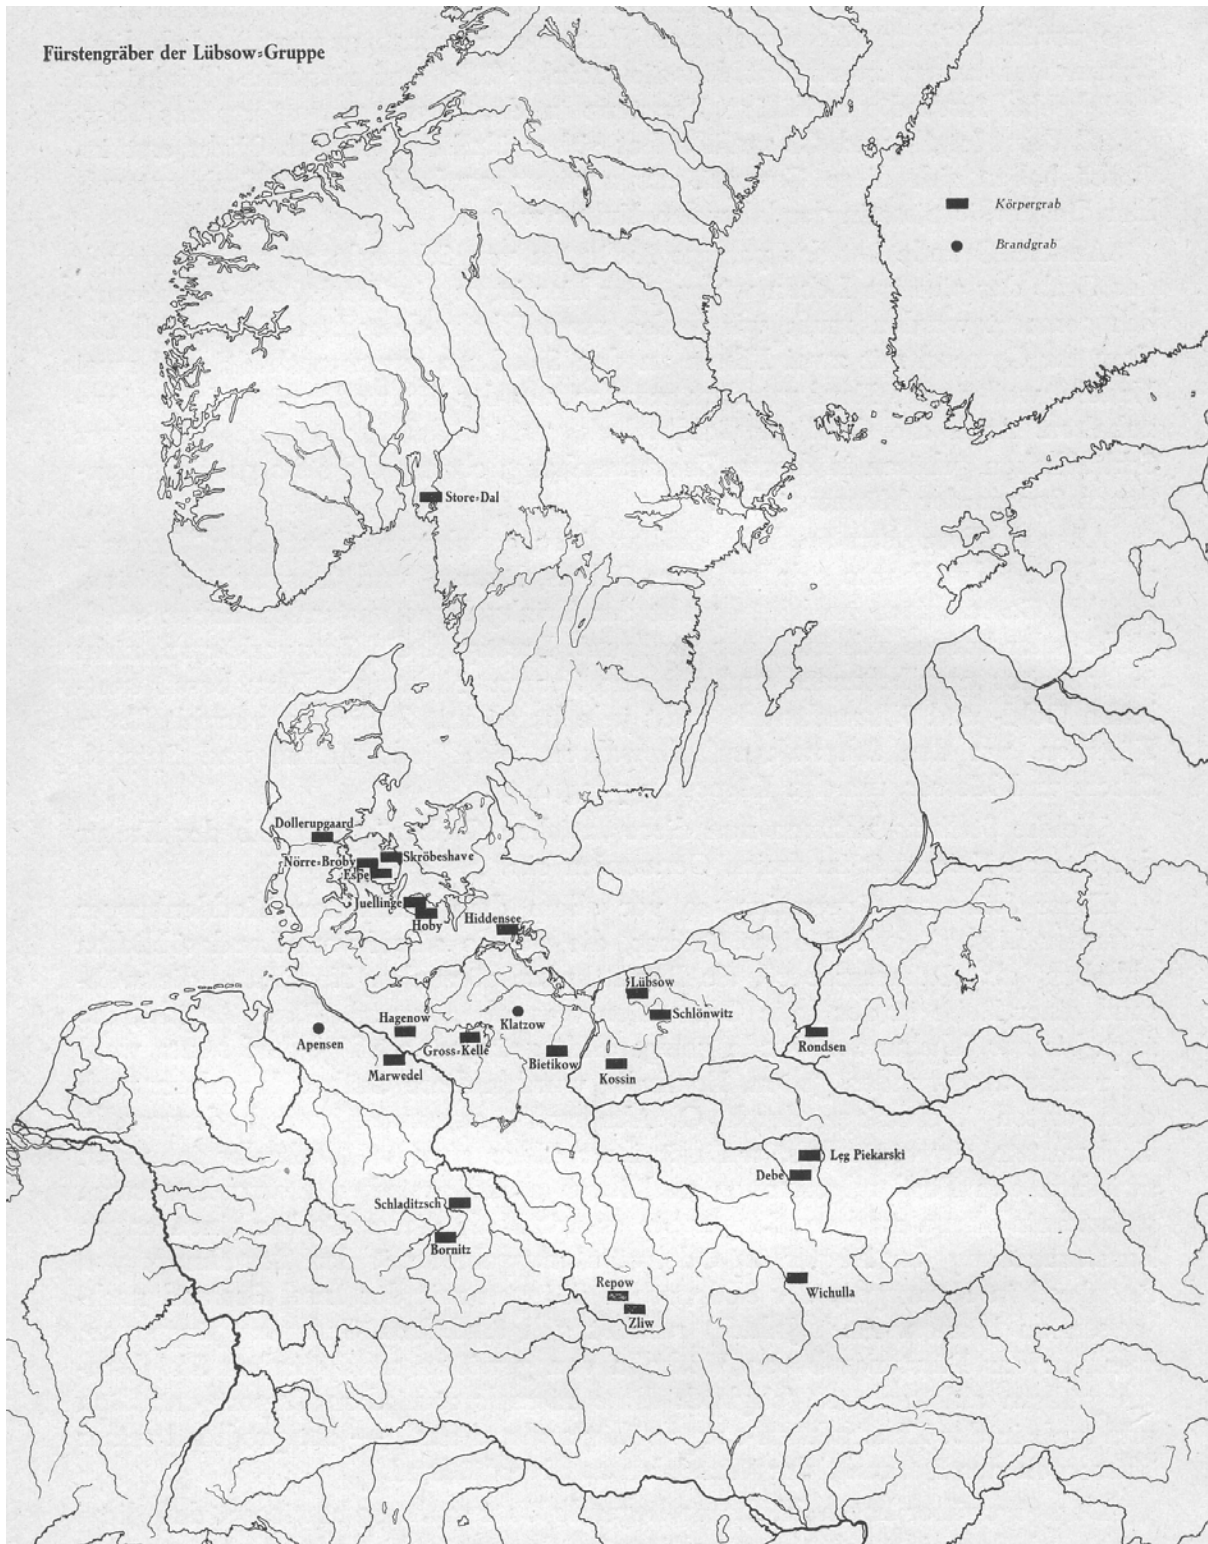 Fürstengräber der Lübsow=Gruppe
Körpergrab
Brandgrab
Store=Dal
Dollerupgaard
Skröbeshave
Nörre=Broby
Espe
Juellinge
Hoby
Hiddensee
Lübsow
Schlönwitz
Hagenow
Klatzow
Rondsen
Apensen
Gross=Kelle
Bietikow
Marwedel
Kossin
Łęg Piekarski
Debe
Schladitzsch
Bornitz
Repow
Wichulla
Zliw